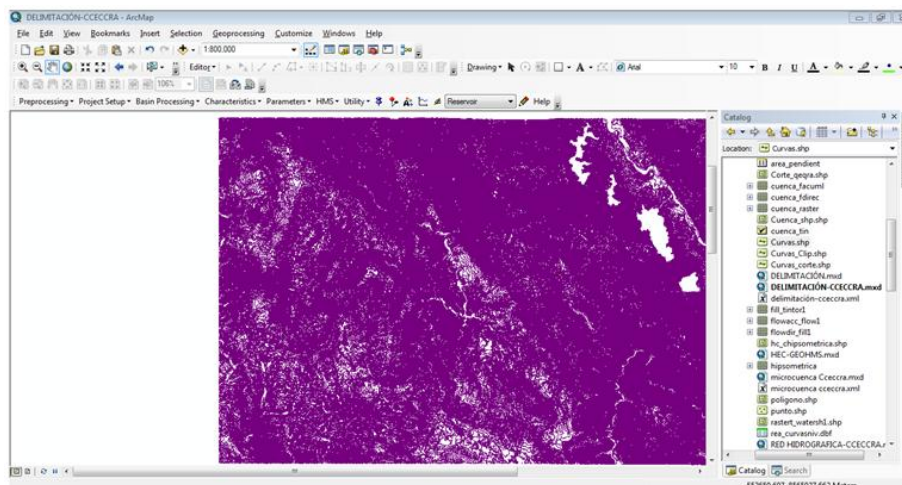 DELIMITACIÓN-CCECCRA - ArcMap
File Edit View Bookmarks Insert Selection Geoprocessing Customize Windows Help
1:800.000
Editor Drawing Arial 10 B I U A
106%
Preprocessing Project Setup Basin Processing Characteristics Parameters HMS Utility Reservoir Help
Catalog
Location: Curvas.shp
area_pendient
Corte_qeqra.shp
cuenca_facuml
cuenca_fdirec
cuenca_raster
Cuenca_shp.shp
cuenca_tin
Curvas.shp
Curvas_Clip.shp
Curvas_corte.shp
DELIMITACIÓN.mxd
DELIMITACIÓN-CCECCRA.mxd
delimitación-cceccra.xml
fill_tintor1
flowacc_flow1
flowdir_fill1
hc_chipsometrica.shp
HEC-GEOHMS.mxd
hipsometrica
microcuenca Cceccra.mxd
microcuenca cceccra.xml
poligono.shp
punto.shp
rastert_watersh1.shp
rea_curvasniv.dbf
RED HIDROGRAFICA-CCECCRA.
Catalog Search